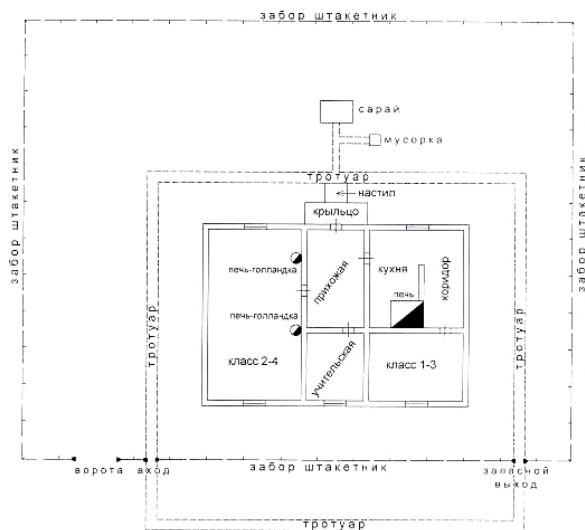 забор штакетник
забор штакетник
забор штакетник
сарай
мусорка
тротуар
настил
крыльцо
печь-голландка
прихожая
кухня
печь
коридор
печь-голландка
класс 2-4
учительская
класс 1-3
тротуар
тротуар
ворота
вход
забор штакетник
запасной
выход
тротуар